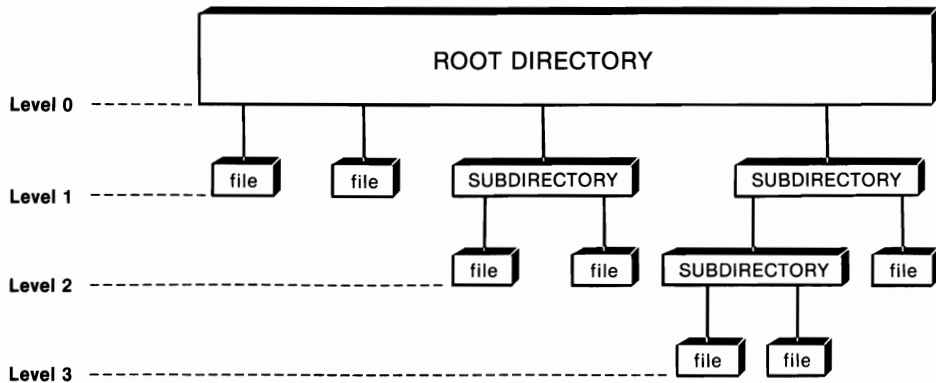 ROOT DIRECTORY
Level 0
file file SUBDIRECTORY SUBDIRECTORY
Level 1
file file SUBDIRECTORY file
Level 2
file file
Level 3